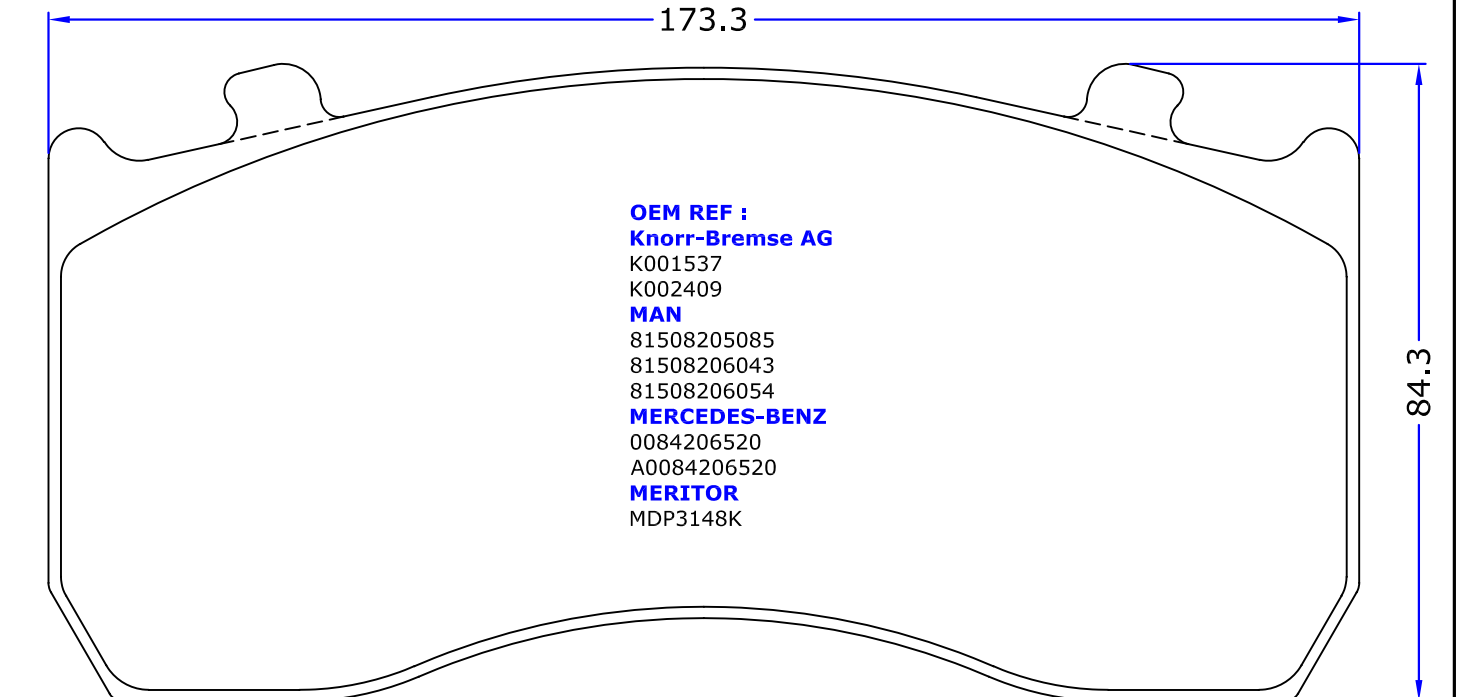 173.3
OEM REF :
Knorr-Bremse AG
K001537
K002409
MAN
81508205085
81508206043
81508206054
MERCEDES-BENZ
0084206520
A0084206520
MERITOR
MDP3148K
84.3